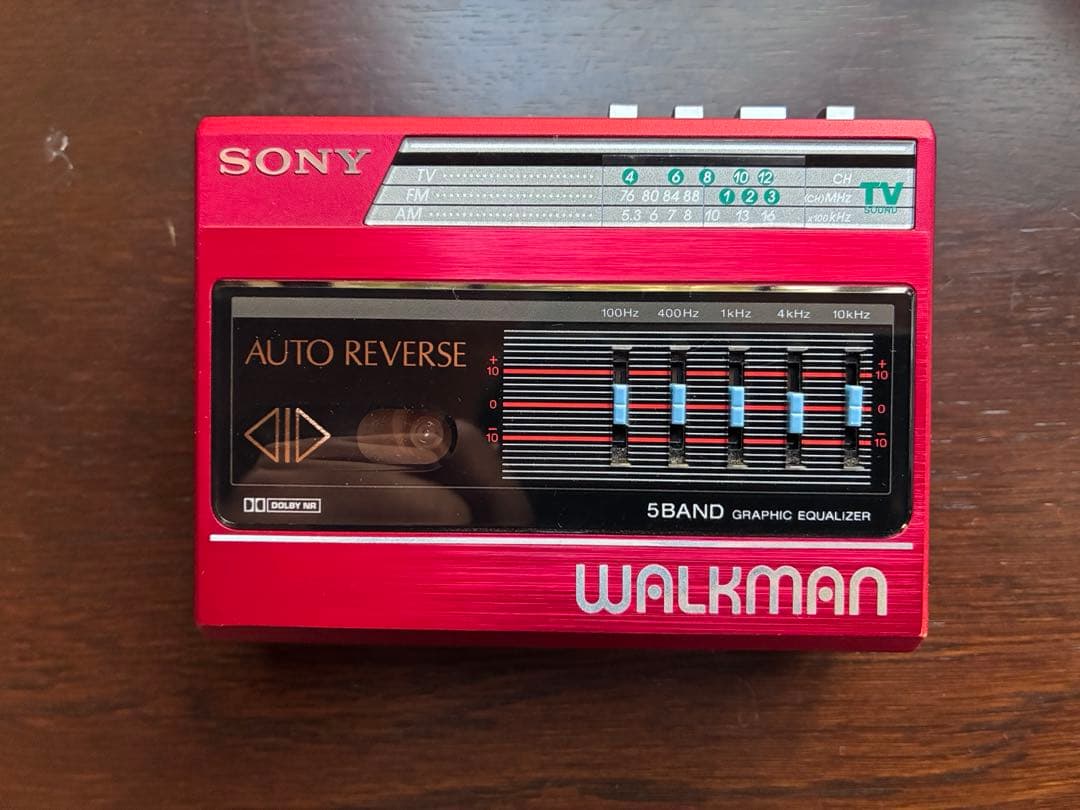 SONY
TV 4 6 8 10 12 CH
FM 76 80 84 88 1 2 3 (CH)MHz
AM 5.3 6 7 8 10 13 16 x100kHz
TV
SOUND
100Hz 400Hz 1kHz 4kHz 10kHz
AUTO REVERSE
+ +
10 10
0 0
− −
10 10
DOLBY NR
5BAND GRAPHIC EQUALIZER
WALKMAN